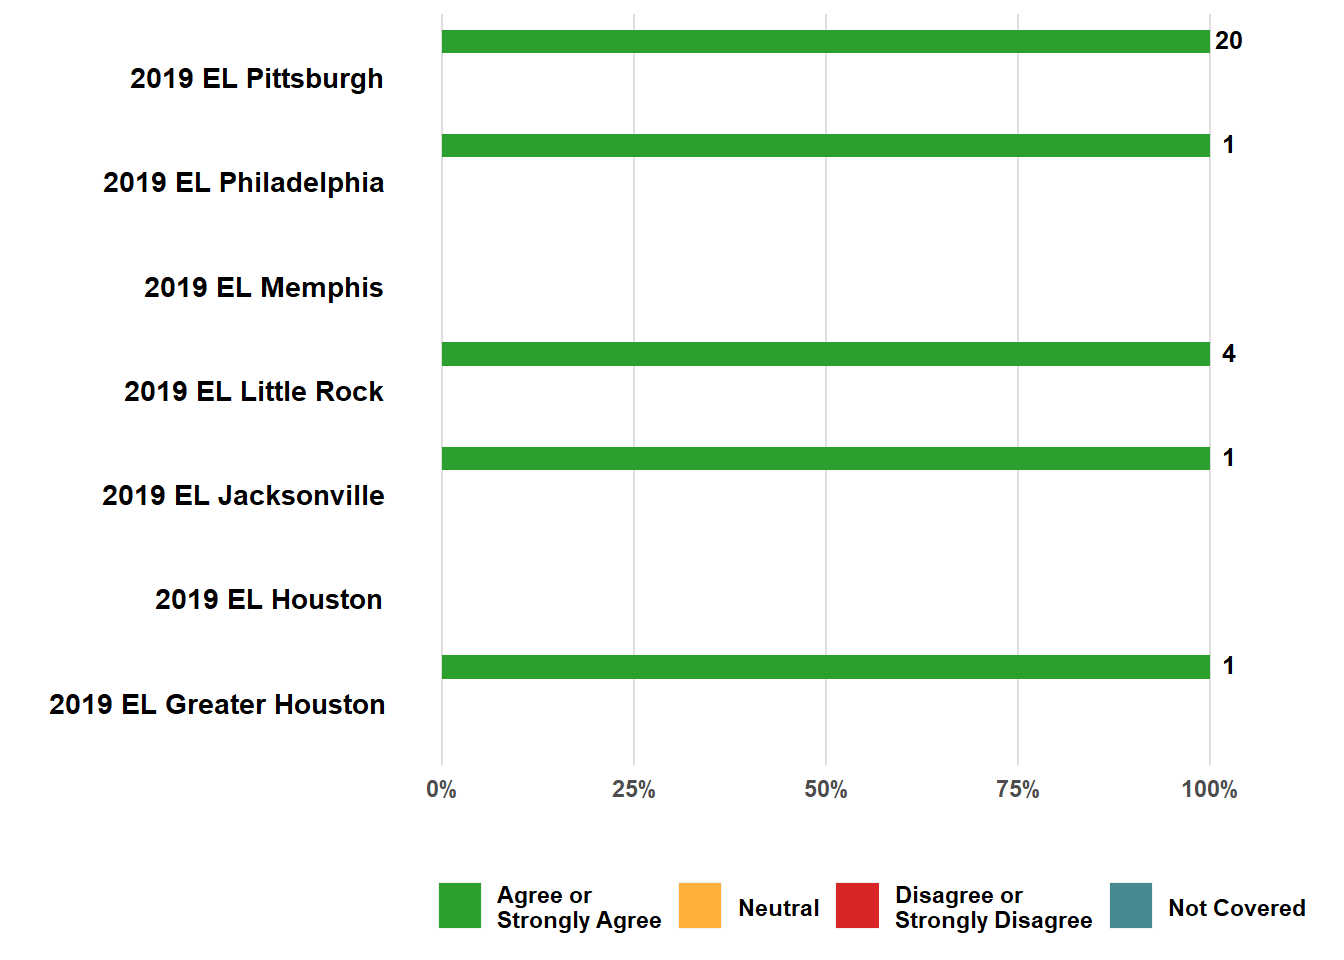 20
2019 EL Pittsburgh
1
2019 EL Philadelphia
2019 EL Memphis
4
2019 EL Little Rock
1
2019 EL Jacksonville
2019 EL Houston
1
2019 EL Greater Houston
0% 25% 50% 75% 100%
Agree or
Strongly Agree
Neutral
Disagree or
Strongly Disagree
Not Covered